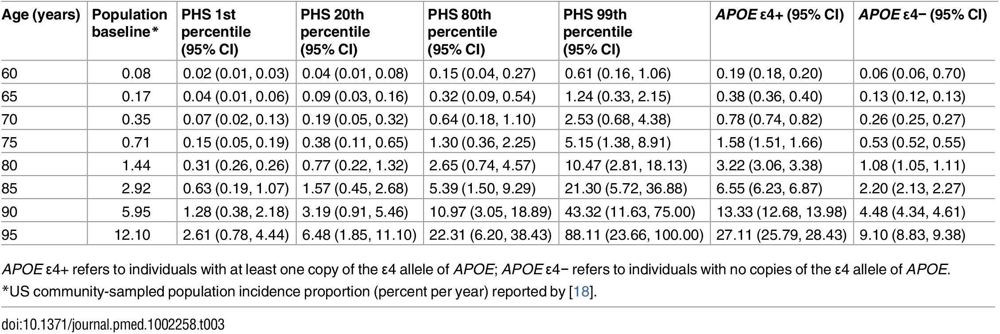 Age (years) Population baseline* PHS 1st percentile (95% CI) PHS 20th percentile (95% CI) PHS 80th percentile (95% CI) PHS 99th percentile (95% CI) APOE ε4+ (95% CI) APOE ε4− (95% CI)
60 0.08 0.02 (0.01, 0.03) 0.04 (0.01, 0.08) 0.15 (0.04, 0.27) 0.61 (0.16, 1.06) 0.19 (0.18, 0.20) 0.06 (0.06, 0.70)
65 0.17 0.04 (0.01, 0.06) 0.09 (0.03, 0.16) 0.32 (0.09, 0.54) 1.24 (0.33, 2.15) 0.38 (0.36, 0.40) 0.13 (0.12, 0.13)
70 0.35 0.07 (0.02, 0.13) 0.19 (0.05, 0.32) 0.64 (0.18, 1.10) 2.53 (0.68, 4.38) 0.78 (0.74, 0.82) 0.26 (0.25, 0.27)
75 0.71 0.15 (0.05, 0.19) 0.38 (0.11, 0.65) 1.30 (0.36, 2.25) 5.15 (1.38, 8.91) 1.58 (1.51, 1.66) 0.53 (0.52, 0.55)
80 1.44 0.31 (0.26, 0.26) 0.77 (0.22, 1.32) 2.65 (0.74, 4.57) 10.47 (2.81, 18.13) 3.22 (3.06, 3.38) 1.08 (1.05, 1.11)
85 2.92 0.63 (0.19, 1.07) 1.57 (0.45, 2.68) 5.39 (1.50, 9.29) 21.30 (5.72, 36.88) 6.55 (6.23, 6.87) 2.20 (2.13, 2.27)
90 5.95 1.28 (0.38, 2.18) 3.19 (0.91, 5.46) 10.97 (3.05, 18.89) 43.32 (11.63, 75.00) 13.33 (12.68, 13.98) 4.48 (4.34, 4.61)
95 12.10 2.61 (0.78, 4.44) 6.48 (1.85, 11.10) 22.31 (6.20, 38.43) 88.11 (23.66, 100.00) 27.11 (25.79, 28.43) 9.10 (8.83, 9.38)
APOE ε4+ refers to individuals with at least one copy of the ε4 allele of APOE; APOE ε4− refers to individuals with no copies of the ε4 allele of APOE.
*US community-sampled population incidence proportion (percent per year) reported by [18].
doi:10.1371/journal.pmed.1002258.t003